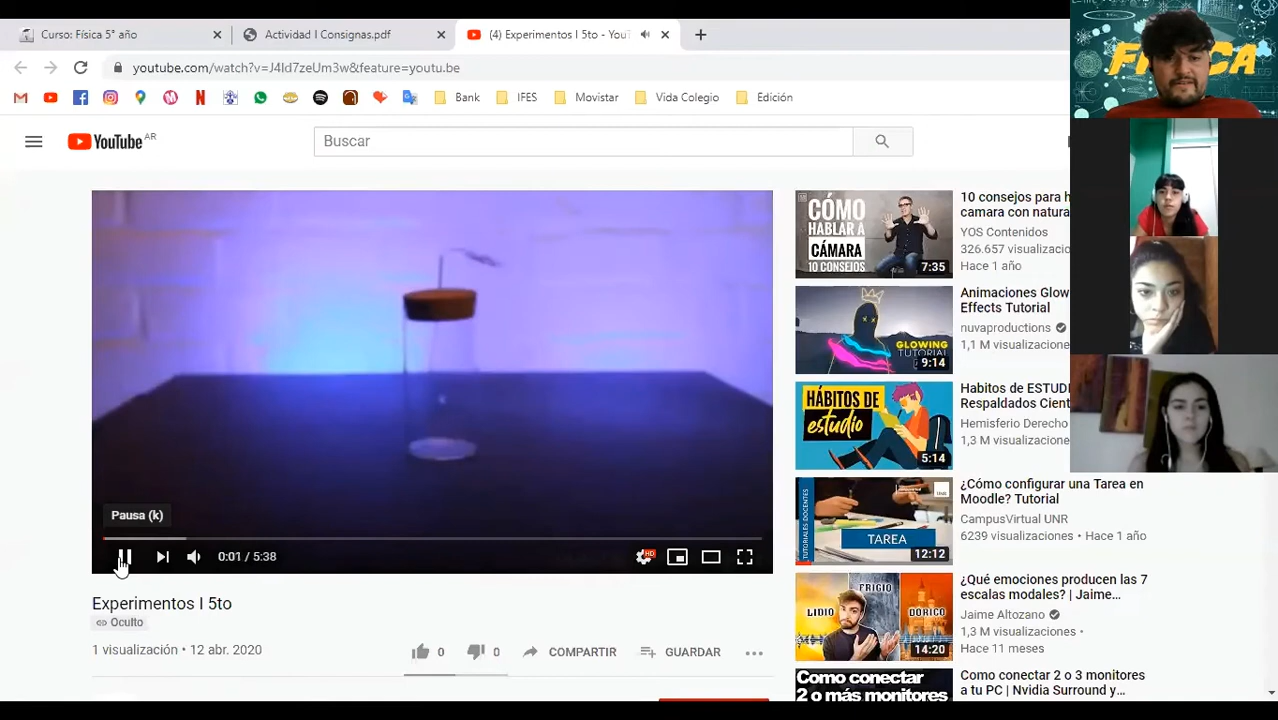 Curso: Física 5° año
Actividad I Consignas.pdf
(4) Experimentos I 5to - YouT
youtube.com/watch?v=J4ld7zeUm3w&feature=youtu.be
Bank
IFES
Movistar
Vida Colegio
Edición
YouTube AR
Buscar
Pausa (k)
0:01 / 5:38
HD
Experimentos I 5to
Oculto
1 visualización • 12 abr. 2020
0
0
COMPARTIR
GUARDAR
CÓMO
HABLAR A
CÁMARA
10 CONSEJOS
7:35
10 consejos para h
camara con natura
YOS Contenidos
326.657 visualizacio
Hace 1 año
GLOWING
TUTORIAL
9:14
Animaciones Glow
Effects Tutorial
nuvaproductions
1,1 M visualizacione
HÁBITOS DE
estudio
5:14
Habitos de ESTUDI
Respaldados Cient
Hemisferio Derecho
1,3 M visualizacione
TUTORIALES DOCENTES
TAREA
12:12
¿Cómo configurar una Tarea en
Moodle? Tutorial
CampusVirtual UNR
6239 visualizaciones • Hace 1 año
LIDIO
FRIGIO
DÓRICO
14:20
¿Qué emociones producen las 7
escalas modales? | Jaime...
Jaime Altozano
1,3 M visualizaciones •
Hace 11 meses
Como conectar
2 o más monitores
Como conectar 2 o 3 monitores
a tu PC | Nvidia Surround y...